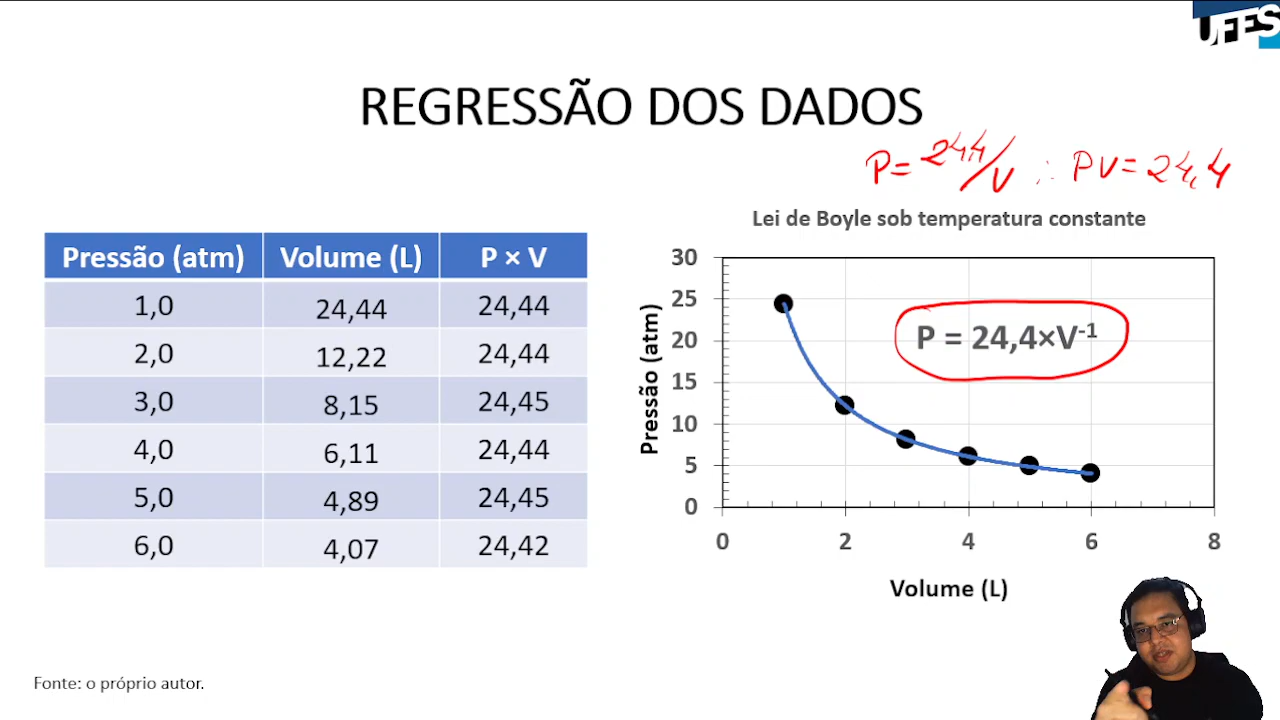 UFES
REGRESSÃO DOS DADOS
P = 24,4/V ∴ PV = 24,4
Pressão (atm) Volume (L) P × V
1,0 24,44 24,44
2,0 12,22 24,44
3,0 8,15 24,45
4,0 6,11 24,44
5,0 4,89 24,45
6,0 4,07 24,42
Lei de Boyle sob temperatura constante
P = 24,4×V⁻¹
Pressão (atm)
30
25
20
15
10
5
0
0 2 4 6 8
Volume (L)
Fonte: o próprio autor.